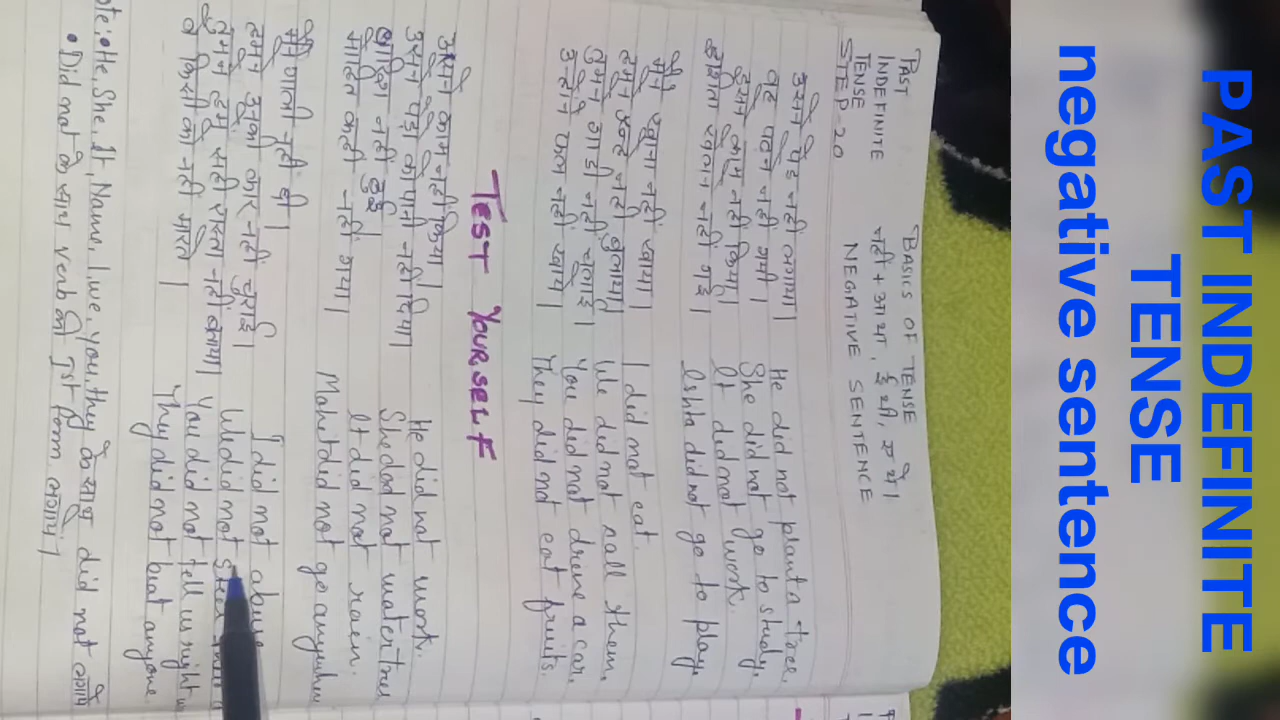 PAST INDEFINITE
TENSE
negative sentence
PAST
INDEFINITE
TENSE
STEP-20
BASICS OF TENSE
नहीं + आ या, ई यी, ए ये।
NEGATIVE SENTENCE
उसने पेड़ नहीं लगाया। He did not plant a tree.
वह पढ़ने नहीं गयी। She did not go to study.
इसने काम नहीं किया। It did not work.
इशिता खेलने नहीं गई। Ishta did not go to play
मैंने खाना नहीं खाया। I did not eat.
हमने उन्हें नहीं बुलाया। We did not call them.
तुमने गाड़ी नहीं चलाई। You did not drive a car.
उन्होंने फल नहीं खाये। They did not eat fruits.
TEST YOURSELF
उसने काम नहीं किया। He did not work.
उसने पेड़ों को पानी नहीं दिया। She did not water tree
बारिश नहीं हुई। It did not rain.
मोहित कहीं नहीं गया। Mohit did not go anywhere
मैंने गाली नहीं दी। I did not abuse
हमने उनकी कार नहीं चुराई। We did not
तुमने हमें सही रास्ता नहीं बताया। You did not tell us right w
वे किसी को नहीं मारते। They did not beat anyone
ote:• He, She, It, Name, I, we, you, they के साथ did not लगाये
• Did not के साथ verb की Ist form लगाएं।